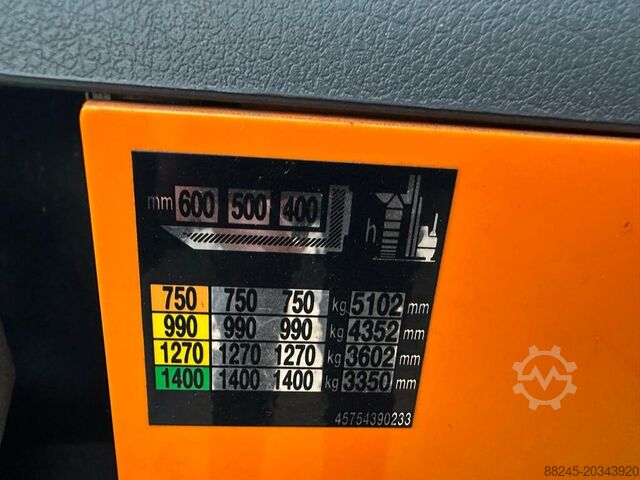 mm 600 500 400
h
750 750 750 kg 5102 mm
990 990 990 kg 4352 mm
1270 1270 1270 kg 3602 mm
1400 1400 1400 kg 3350 mm
45754390233
88245-20343920